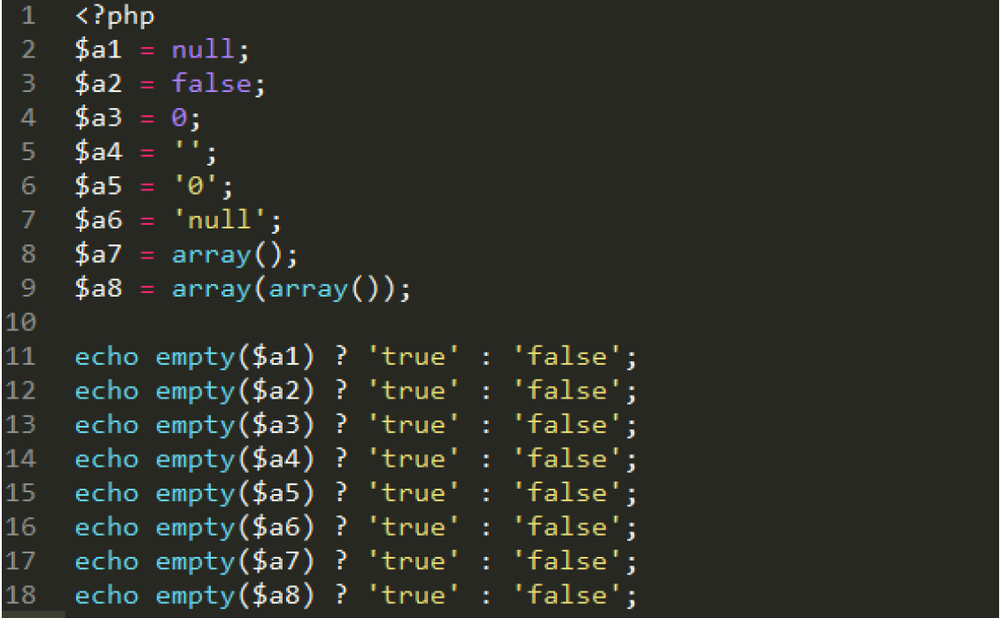 1 <?php
2 $a1 = null;
3 $a2 = false;
4 $a3 = 0;
5 $a4 = '';
6 $a5 = '0';
7 $a6 = 'null';
8 $a7 = array();
9 $a8 = array(array());
10
11 echo empty($a1) ? 'true' : 'false';
12 echo empty($a2) ? 'true' : 'false';
13 echo empty($a3) ? 'true' : 'false';
14 echo empty($a4) ? 'true' : 'false';
15 echo empty($a5) ? 'true' : 'false';
16 echo empty($a6) ? 'true' : 'false';
17 echo empty($a7) ? 'true' : 'false';
18 echo empty($a8) ? 'true' : 'false';